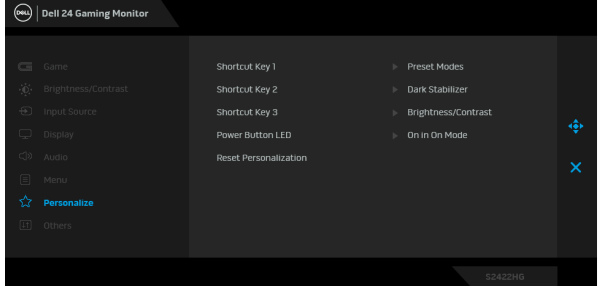 DELL Dell 24 Gaming Monitor
Game Shortcut Key 1 Preset Modes
Brightness/Contrast Shortcut Key 2 Dark Stabilizer
Input Source Shortcut Key 3 Brightness/Contrast
Display Power Button LED On in On Mode
Audio Reset Personalization
Menu
Personalize
Others
S2422HG